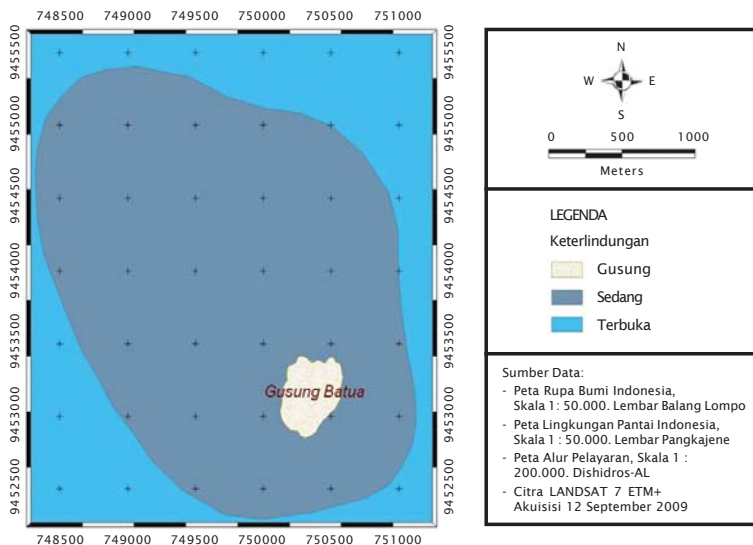 748500 749000 749500 750000 750500 751000
9455500
9455000
9454500
9454000
9453500
9453000
9452500
Gusung Batua
9455500
9455000
9454500
9454000
9453500
9453000
9452500
748500 749000 749500 750000 750500 751000
N
W E
S
0 500 1000
Meters
LEGENDA
Keterlindungan
Gusung
Sedang
Terbuka
Sumber Data:
- Peta Rupa Bumi Indonesia,
Skala 1: 50.000. Lembar Balang Lompo
- Peta Lingkungan Pantai Indonesia,
Skala 1 : 50.000. Lembar Pangkajene
- Peta Alur Pelayaran, Skala 1 :
200.000. Dishidros-AL
- Citra LANDSAT 7 ETM+
Akuisisi 12 September 2009